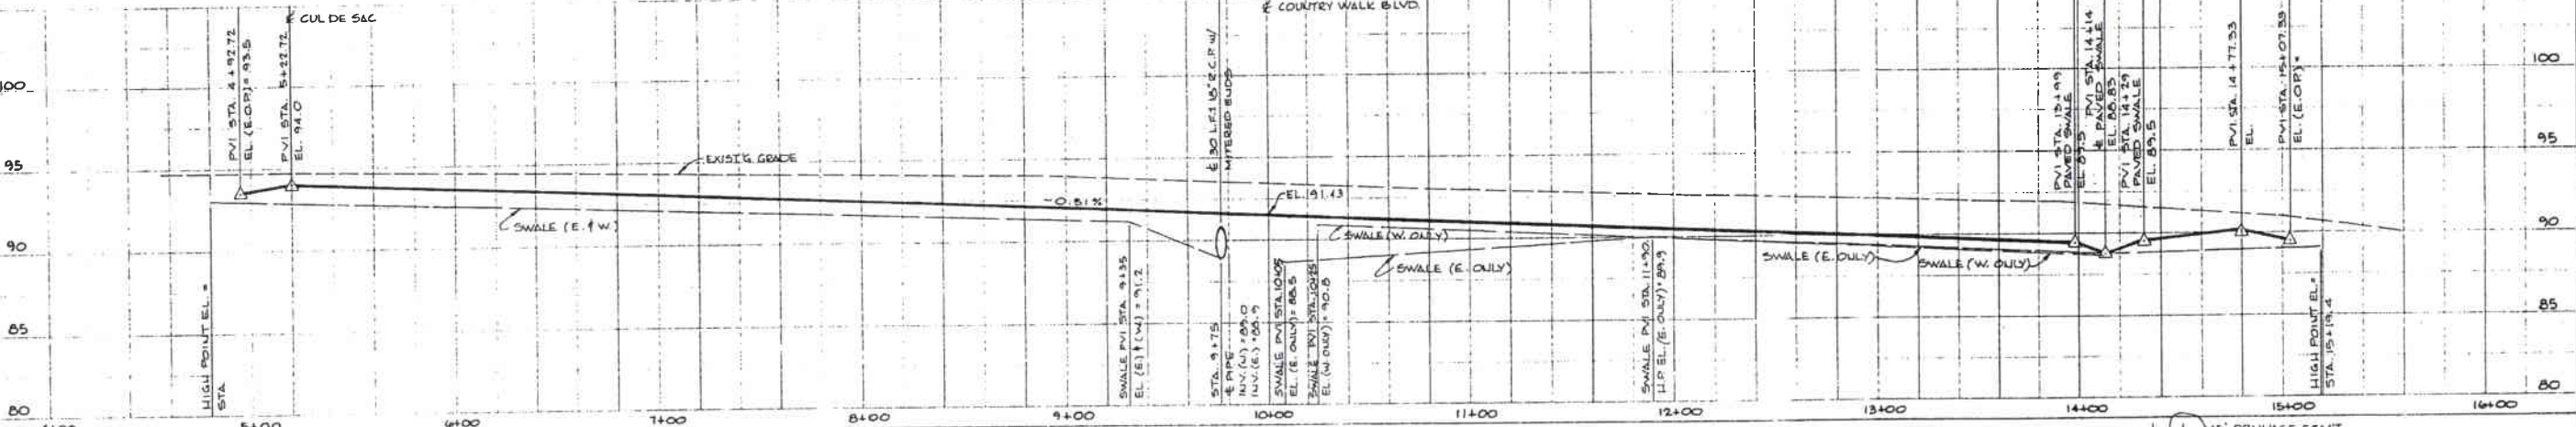 ℄ CUL DE SAC
℄ COUNTRY WALK BLVD.
PVI STA. 4+92.72
EL. (E.O.P.) = 93.5
PVI STA. 5+22.72
EL. 94.0
℄ 30 L.F. 18" R.C.P. W/
MITERED ENDS
PVI STA. 13+99
PAVED SWALE
EL. 89.5
PVI STA. 14+14
℄ PAVED SWALE
EL. 88.83
PVI STA. 14+29
PAVED SWALE
EL. 89.5
PVI STA. 14+77.33
EL.
PVI STA. 15+07.33
EL. (E.O.P.) =
100
100
95
95
90
90
85
85
80
80
EXIST'G. GRADE
-0.51%
EL. 91.43
SWALE (E. & W.)
SWALE (W. ONLY)
SWALE (E. ONLY)
SWALE (E. ONLY)
SWALE (W. ONLY)
HIGH POINT EL. =
STA.
SWALE PVI STA. 9+35
EL. (E.) & (W.) = 91.2
STA. 9+75
℄ PIPE
INV. (W.) = 89.0
INV. (E.) = 88.9
SWALE PVI STA. 10+05
EL. (E. ONLY) = 88.5
SWALE PVI STA. 10+25
EL. (W. ONLY) = 90.8
SWALE PVI STA. 11+90
H.P. EL. (E. ONLY) = 89.9
HIGH POINT EL. =
STA. 15+19.4
5+00
6+00
7+00
8+00
9+00
10+00
11+00
12+00
13+00
14+00
15+00
16+00